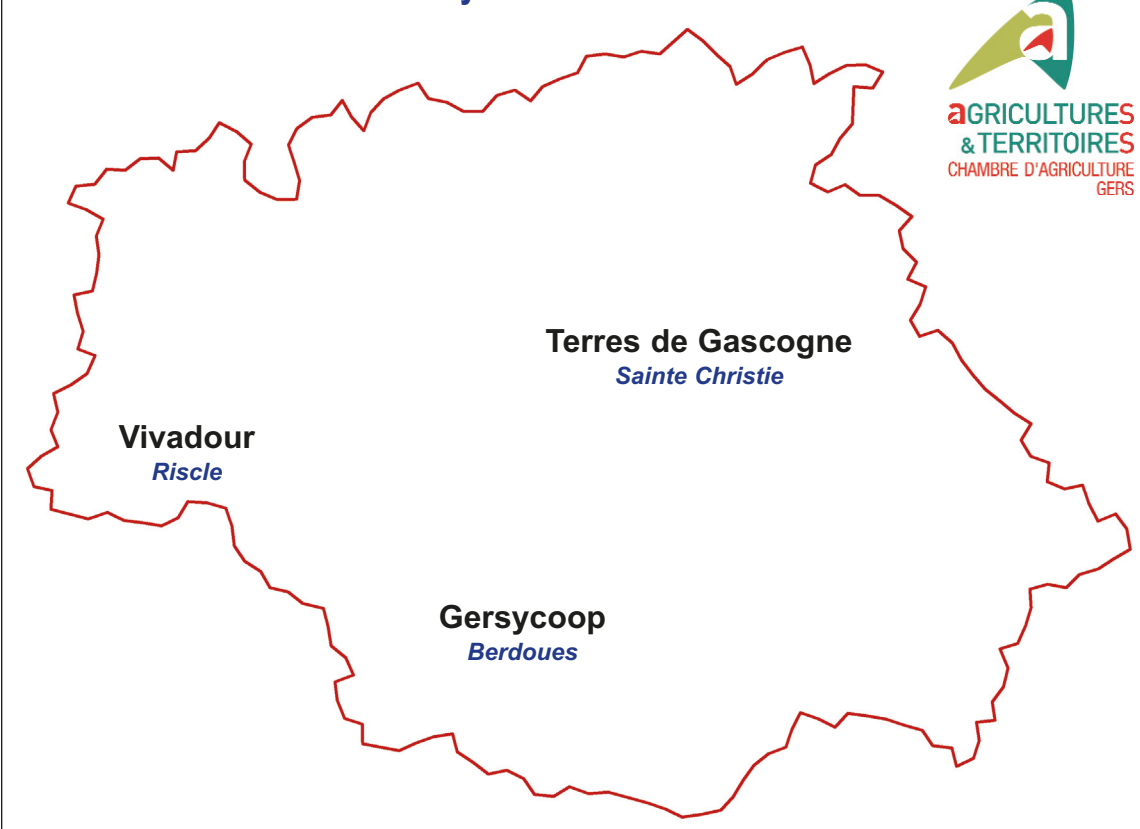 aGRICULTURES
&TERRITOIRES
CHAMBRE D'AGRICULTURE
GERS
Terres de Gascogne
Sainte Christie
Vivadour
Riscle
Gersycoop
Berdoues